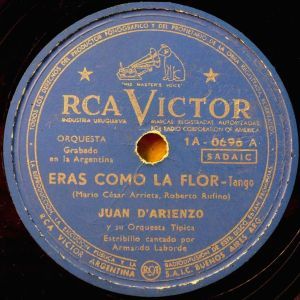 "HIS MASTER'S VOICE"
RCA VICTOR
INDUSTRIA URUGUAYA
MARCAS REGISTRADAS, AUTORIZADAS
POR RADIO CORPORATION OF AMERICA
ORQUESTA
1A - 0696 A
Grabado
en la Argentina
SADAIC
ERAS COMO LA FLOR - Tango
(Mario César Arrieta, Roberto Rufino)
JUAN D'ARIENZO
y su Orquesta Típica
Estribillo cantado por
Armando Laborde
RCA VICTOR ARGENTINA
RCA
S.A.I.C. BUENOS AIRES